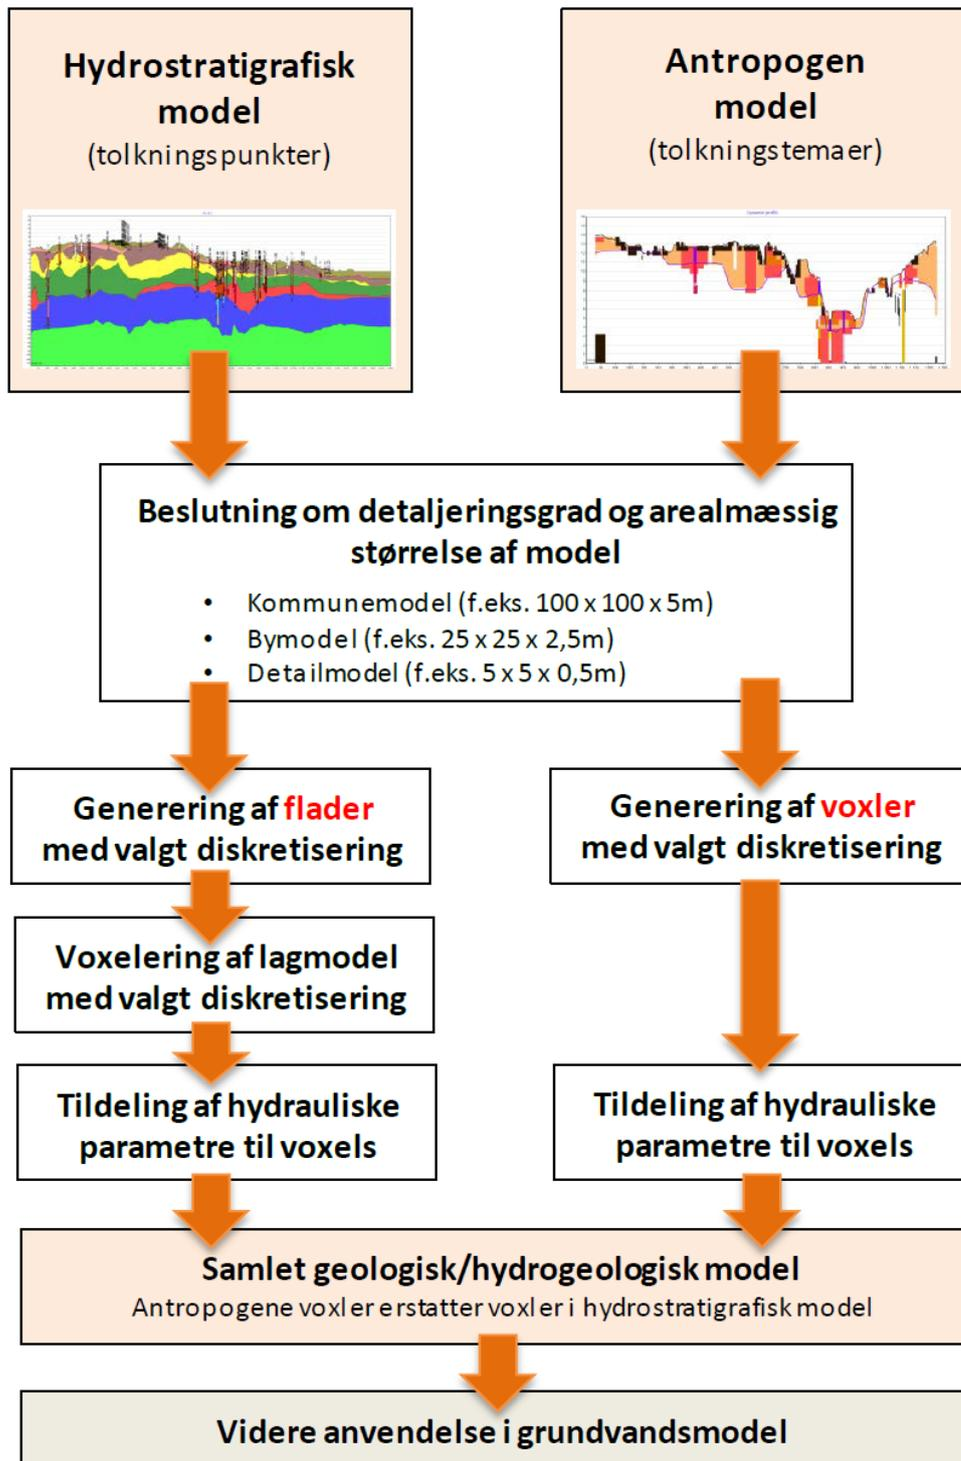 Hydrostratigrafisk
model
(tolkningspunkter)
Antropogen
model
(tolkningstemaer)
Beslutning om detaljeringsgrad og arealmæssig
størrelse af model
• Kommunemodel (f.eks. 100 x 100 x 5m)
• Bymodel (f.eks. 25 x 25 x 2,5m)
• Detailmodel (f.eks. 5 x 5 x 0,5m)
Generering af flader
med valgt diskretisering
Generering af voxler
med valgt diskretisering
Voxelering af lagmodel
med valgt diskretisering
Tildeling af hydrauliske
parametre til voxels
Tildeling af hydrauliske
parametre til voxels
Samlet geologisk/hydrogeologisk model
Antropogene voxler erstatter voxler i hydrostratigrafisk model
Videre anvendelse i grundvandsmodel